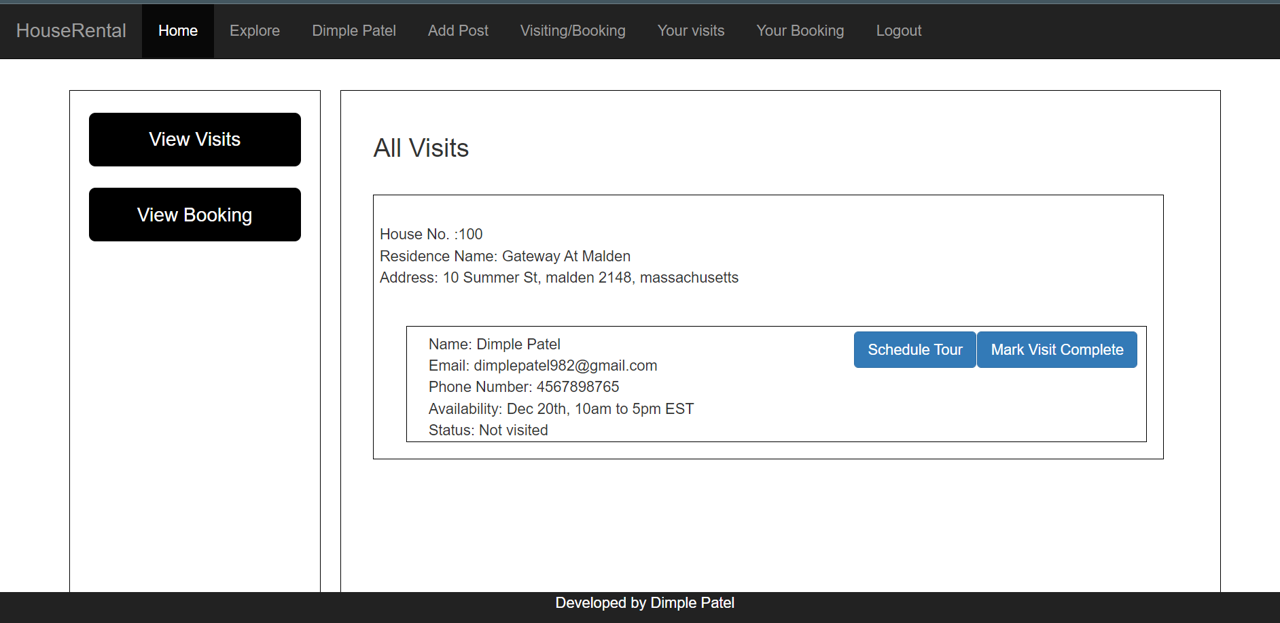 HouseRental Home Explore Dimple Patel Add Post Visiting/Booking Your visits Your Booking Logout
View Visits
View Booking
All Visits
House No. :100
Residence Name: Gateway At Malden
Address: 10 Summer St, malden 2148, massachusetts
Name: Dimple Patel
Email: dimplepatel982@gmail.com
Phone Number: 4567898765
Availability: Dec 20th, 10am to 5pm EST
Status: Not visited
Schedule Tour Mark Visit Complete
Developed by Dimple Patel